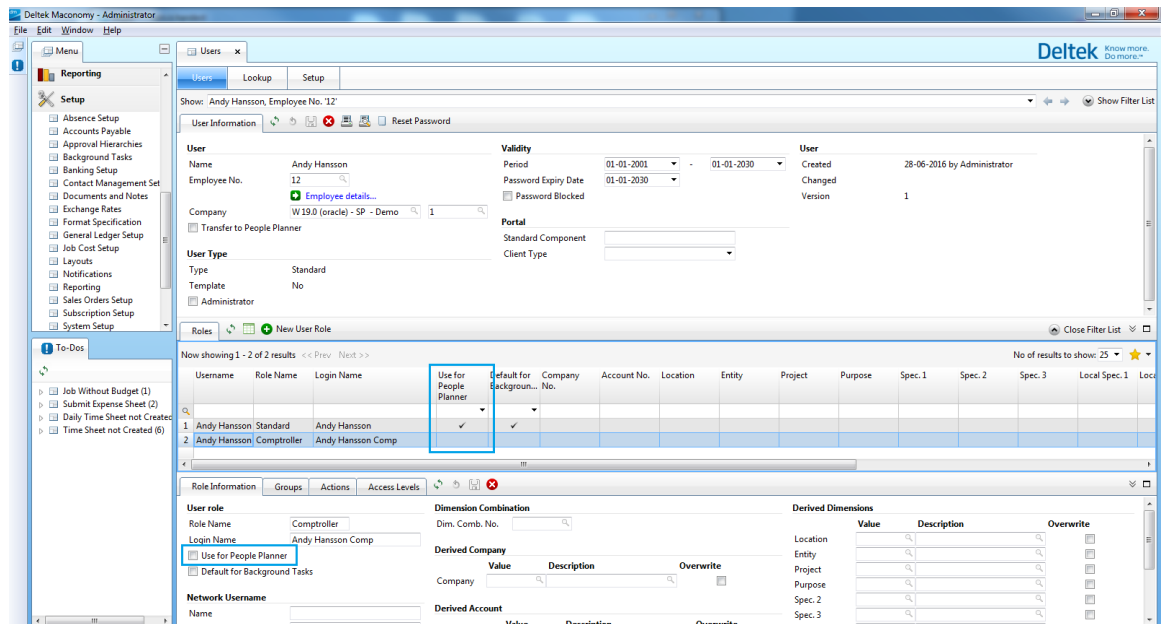 Deltek Maconomy - Administrator
File Edit Window Help
Menu
Reporting
Setup
Absence Setup
Accounts Payable
Approval Hierarchies
Background Tasks
Banking Setup
Contact Management Set
Documents and Notes
Exchange Rates
Format Specification
General Ledger Setup
Job Cost Setup
Layouts
Notifications
Reporting
Sales Orders Setup
Subscription Setup
System Setup
To-Dos
Job Without Budget (1)
Submit Expense Sheet (2)
Daily Time Sheet not Created
Time Sheet not Created (6)
Users
Deltek Know more. Do more.™
Users Lookup Setup
Show: Andy Hansson, Employee No. '12' Show Filter List
User Information Reset Password
User Validity User
Name Andy Hansson Period 01-01-2001 - 01-01-2030 Created 28-06-2016 by Administrator
Employee No. 12 Password Expiry Date 01-01-2030 Changed
Employee details... Password Blocked Version 1
Company W19.0 (oracle) - SP - Demo 1
Transfer to People Planner Portal
Standard Component
User Type Client Type
Type Standard
Template No
Administrator
Roles New User Role Close Filter List
Now showing 1 - 2 of 2 results << Prev Next >> No of results to show: 25
Username Role Name Login Name Use for People Planner Default for Backgroun... Company No. Account No. Location Entity Project Purpose Spec. 1 Spec. 2 Spec. 3 Local Spec. 1 Loca
1 Andy Hansson Standard Andy Hansson ✓ ✓
2 Andy Hansson Comptroller Andy Hansson Comp
Role Information Groups Actions Access Levels
User role Dimension Combination Derived Dimensions
Role Name Comptroller Dim. Comb. No. Value Description Overwrite
Login Name Andy Hansson Comp Location
Use for People Planner Derived Company Entity
Default for Background Tasks Value Description Overwrite Project
Company Purpose
Network Username Spec. 2
Name Derived Account Spec. 3
Value Description Overwrite